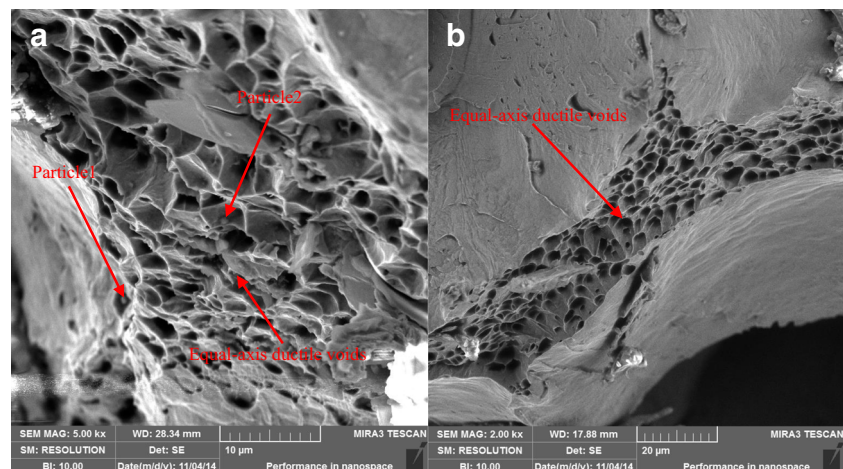 a
Particle2
Particle1
Equal-axis ductile voids
SEM MAG: 5.00 kx
WD: 28.34 mm
MIRA3 TESCAN
SM: RESOLUTION
Det: SE
10 µm
BI: 10.00
Date(m/d/y): 11/04/14
Performance in nanospace
b
Equal-axis ductile voids
SEM MAG: 2.00 kx
WD: 17.88 mm
MIRA3 TESCAN
SM: RESOLUTION
Det: SE
20 µm
BI: 10.00
Date(m/d/y): 11/04/14
Performance in nanospace